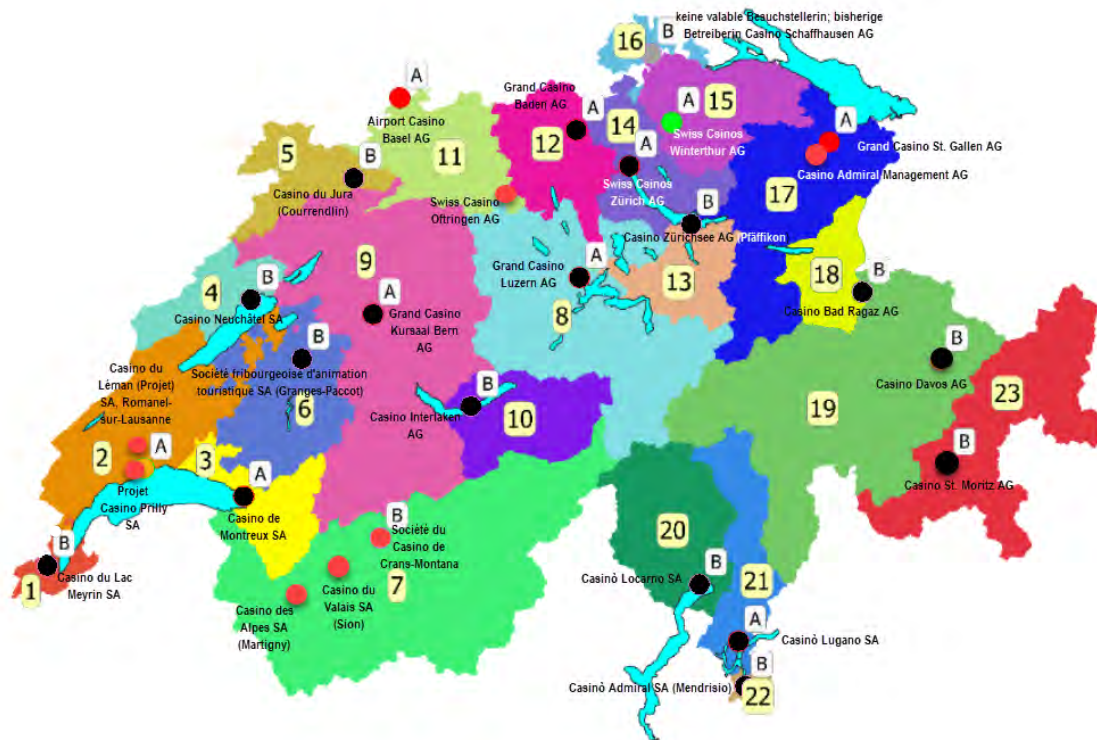 keine valable Besuchstellerin; bisherige
B
Betreiberin Casino Schaffhausen AG
16
A
Grand Casino
Baden AG
A
14
A
15
Airport Casino
Basel AG
12
Swiss Csinos
Winterthur AG
A
Grand Casino St. Gallen AG
5
B
11
A
Casino Admiral Management AG
Casino du Jura
(Courrendlin)
Swiss Casino
Oftringen AG
Swiss Csinos
Zürich AG
17
B
Casino Zürichsee AG (Pfäffikon)
9
A
Grand Casino
Luzern AG
13
18
B
4
B
A
8
Casino Bad Ragaz AG
Casino Neuchâtel SA
Grand Casino
Kursaal Bern
AG
B
B
Casino du
Léman (Projet)
SA, Romanel-
sur-Lausanne
Société fribourgeoise d'animation
touristique SA (Granges-Paccot)
Casino Davos AG
6
B
23
Casino Interlaken
AG
10
19
B
2
A
3
A
Casino St. Moritz AG
Projet
Casino Prilly
SA
Casino de
Montreux SA
B
Société du
Casino de
Crans-Montana
20
B
1
B
Casino du Lac
Meyrin SA
7
Casinò Locarno SA
21
Casino des
Alpes SA
(Martigny)
Casino du
Valais SA
(Sion)
A
Casinò Lugano SA
B
Casinò Admiral SA (Mendrisio)
22